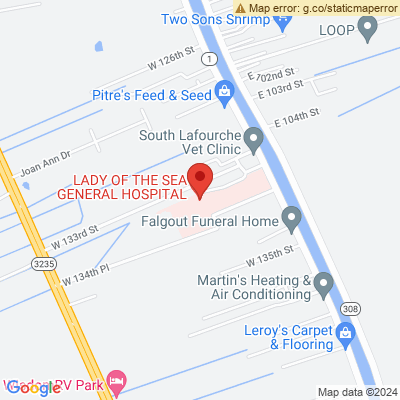 Map error: g.co/staticmaperror
Two Sons Shrimp
LOOP
W 126th St
1
E 702nd St
E 103rd St
Pitre's Feed & Seed
E 104th St
South Lafourche
Vet Clinic
Joan Ann Dr
LADY OF THE SEA
GENERAL HOSPITAL
Falgout Funeral Home
W 133rd St
W 135th St
3235
W 134th Pl
Martin's Heating &
Air Conditioning
308
Leroy's Carpet
& Flooring
RV Park
Google
Map data ©2024